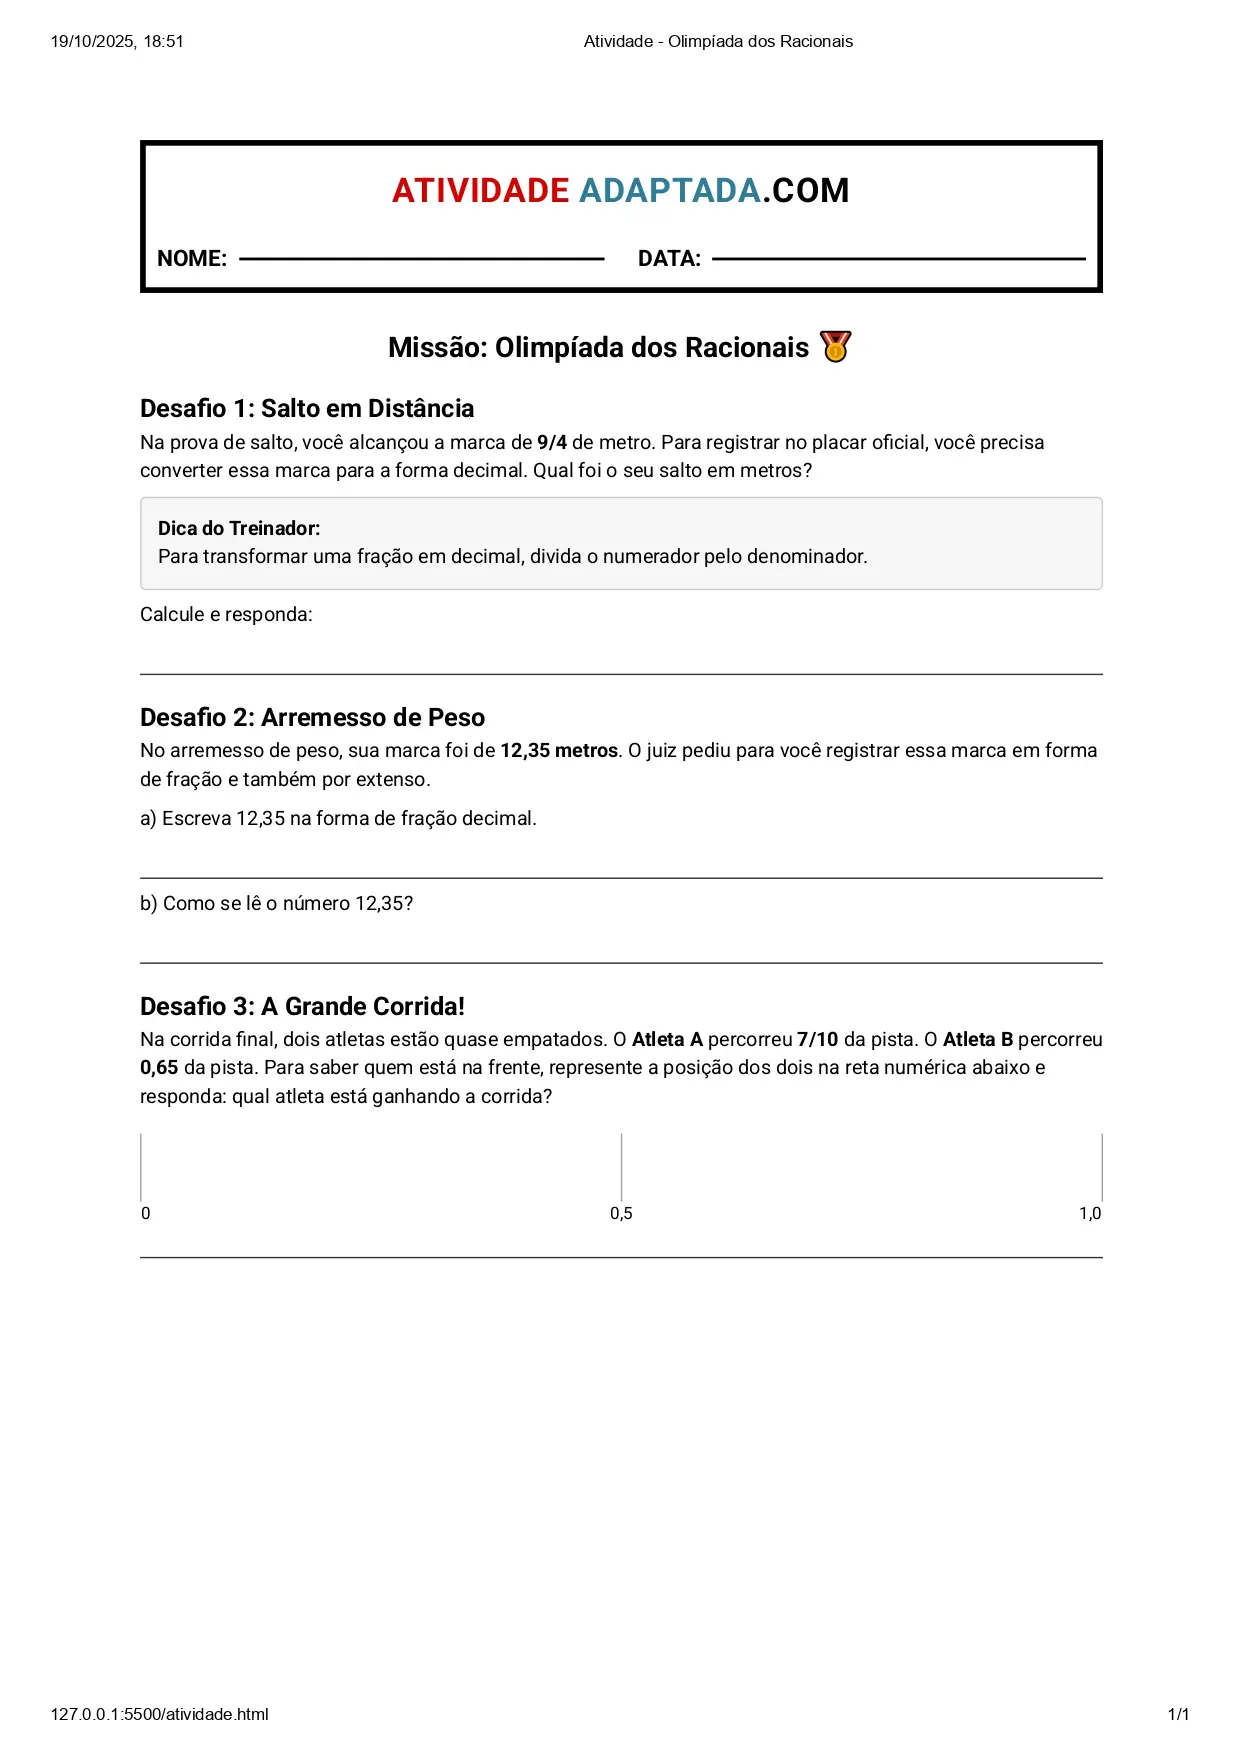 19/10/2025, 18:51 Atividade - Olimpíada dos Racionais
ATIVIDADE ADAPTADA.COM
NOME: DATA:
Missão: Olimpíada dos Racionais
Desafio 1: Salto em Distância
Na prova de salto, você alcançou a marca de 9/4 de metro. Para registrar no placar oficial, você precisa
converter essa marca para a forma decimal. Qual foi o seu salto em metros?
Dica do Treinador:
Para transformar uma fração em decimal, divida o numerador pelo denominador.
Calcule e responda:
Desafio 2: Arremesso de Peso
No arremesso de peso, sua marca foi de 12,35 metros. O juiz pediu para você registrar essa marca em forma
de fração e também por extenso.
a) Escreva 12,35 na forma de fração decimal.
b) Como se lê o número 12,35?
Desafio 3: A Grande Corrida!
Na corrida final, dois atletas estão quase empatados. O Atleta A percorreu 7/10 da pista. O Atleta B percorreu
0,65 da pista. Para saber quem está na frente, represente a posição dos dois na reta numérica abaixo e
responda: qual atleta está ganhando a corrida?
0 0,5 1,0
127.0.0.1:5500/atividade.html 1/1